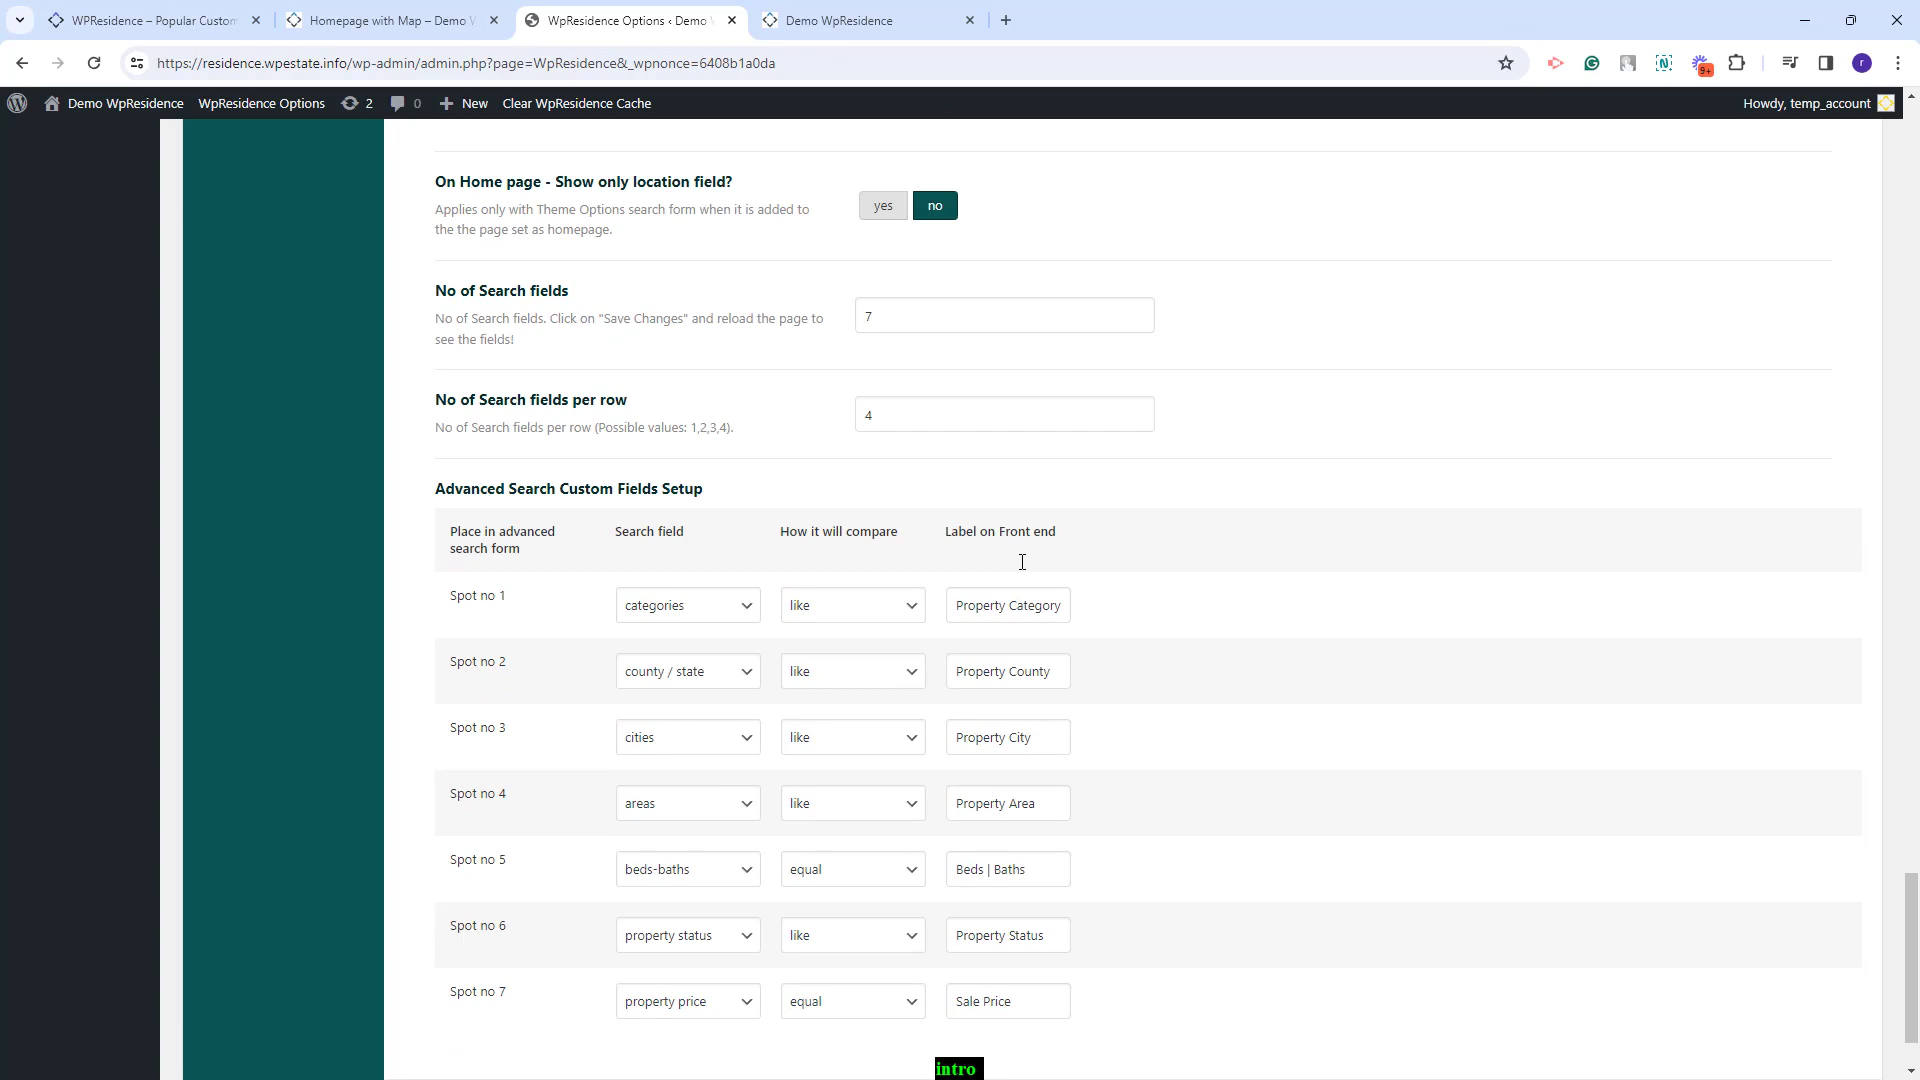 WPResidence – Popular Custom
Homepage with Map – Demo W
WpResidence Options ‹ Demo
Demo WpResidence
https://residence.wpestate.info/wp-admin/admin.php?page=WpResidence&_wpnonce=6408b1a0da
9+
r
Demo WpResidence
WpResidence Options
2
0
New
Clear WpResidence Cache
Howdy, temp_account
On Home page - Show only location field?
Applies only with Theme Options search form when it is added to
the the page set as homepage.
yes
no
No of Search fields
No of Search fields. Click on "Save Changes" and reload the page to
see the fields!
7
No of Search fields per row
No of Search fields per row (Possible values: 1,2,3,4).
4
Advanced Search Custom Fields Setup
Place in advanced
search form
Search field
How it will compare
Label on Front end
Spot no 1
categories
like
Property Category
Spot no 2
county / state
like
Property County
Spot no 3
cities
like
Property City
Spot no 4
areas
like
Property Area
Spot no 5
beds-baths
equal
Beds | Baths
Spot no 6
property status
like
Property Status
Spot no 7
property price
equal
Sale Price
intro